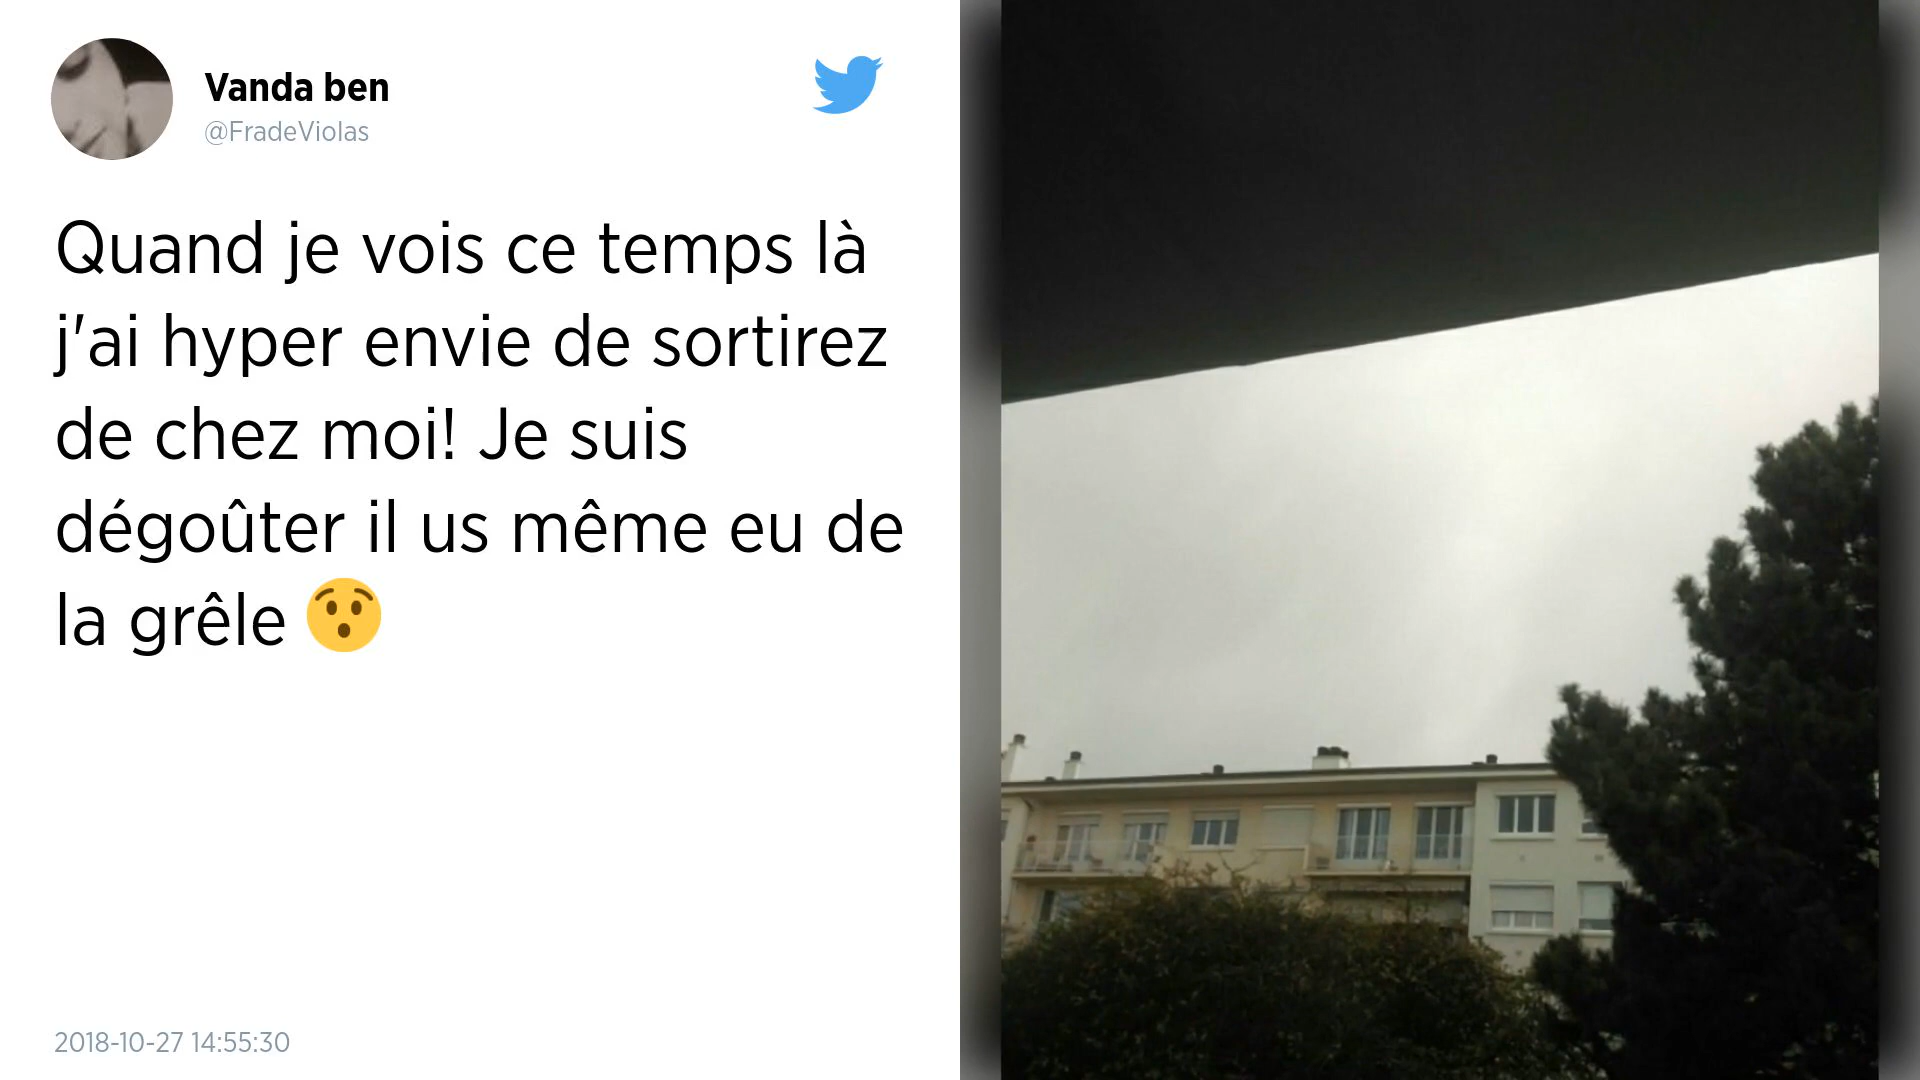 Vanda ben
@FradeViolas
Quand je vois ce temps là
j'ai hyper envie de sortirez
de chez moi! Je suis
dégoûter il us même eu de
la grêle 😯
2018-10-27 14:55:30